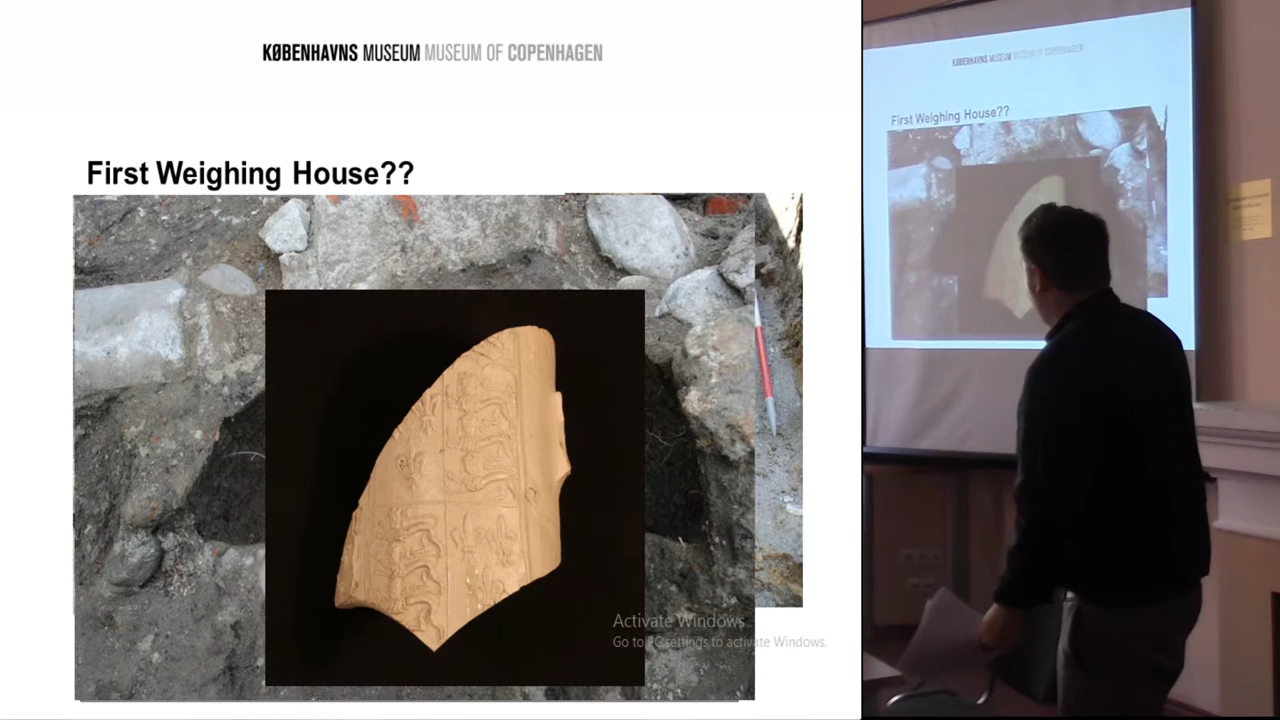 KØBENHAVNS MUSEUM MUSEUM OF COPENHAGEN
First Weighing House??
Activate Windows
Go to PC settings to activate Windows.
KØBENHAVNS MUSEUM MUSEUM OF COPENHAGEN
First Weighing House??